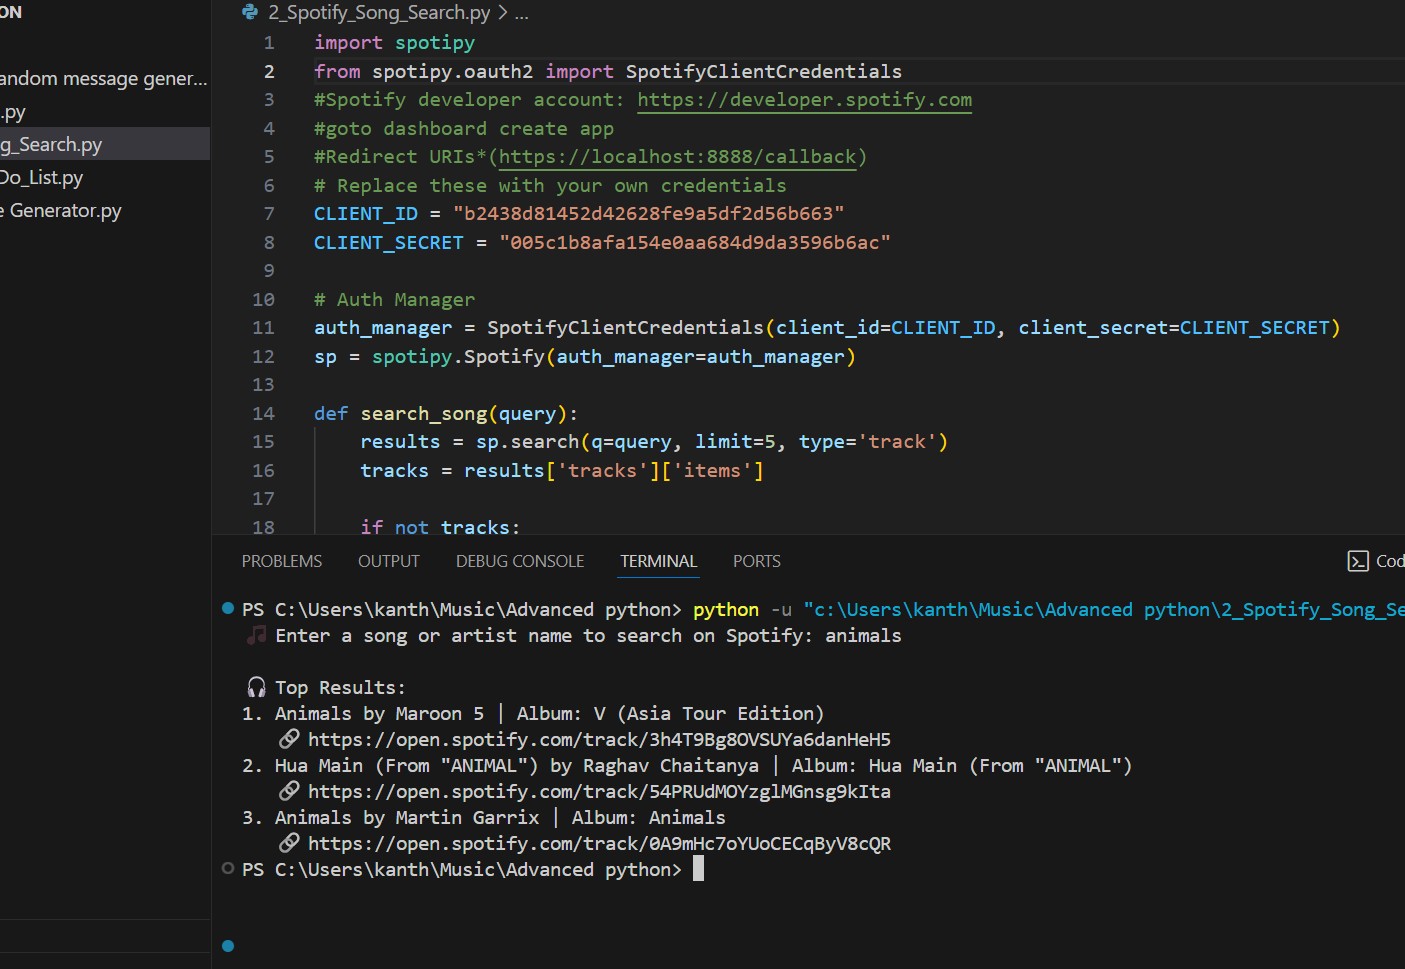 ON
andom message gener...
.py
g_Search.py
Do_List.py
e Generator.py
2_Spotify_Song_Search.py > ...
1 import spotipy
2 from spotipy.oauth2 import SpotifyClientCredentials
3 #Spotify developer account: https://developer.spotify.com
4 #goto dashboard create app
5 #Redirect URIs*(https://localhost:8888/callback)
6 # Replace these with your own credentials
7 CLIENT_ID = "b2438d81452d42628fe9a5df2d56b663"
8 CLIENT_SECRET = "005c1b8afa154e0aa684d9da3596b6ac"
9
10 # Auth Manager
11 auth_manager = SpotifyClientCredentials(client_id=CLIENT_ID, client_secret=CLIENT_SECRET)
12 sp = spotipy.Spotify(auth_manager=auth_manager)
13
14 def search_song(query):
15     results = sp.search(q=query, limit=5, type='track')
16     tracks = results['tracks']['items']
17
18     if not tracks:
PROBLEMS OUTPUT DEBUG CONSOLE TERMINAL PORTS Cod
PS C:\Users\kanth\Music\Advanced python> python -u "c:\Users\kanth\Music\Advanced python\2_Spotify_Song_Se
🎵 Enter a song or artist name to search on Spotify: animals
🎧 Top Results:
1. Animals by Maroon 5 | Album: V (Asia Tour Edition)
🔗 https://open.spotify.com/track/3h4T9Bg8OVSUYa6danHeH5
2. Hua Main (From "ANIMAL") by Raghav Chaitanya | Album: Hua Main (From "ANIMAL")
🔗 https://open.spotify.com/track/54PRUdMOYzglMGnsg9kIta
3. Animals by Martin Garrix | Album: Animals
🔗 https://open.spotify.com/track/0A9mHc7oYUoCECqByV8cQR
PS C:\Users\kanth\Music\Advanced python>